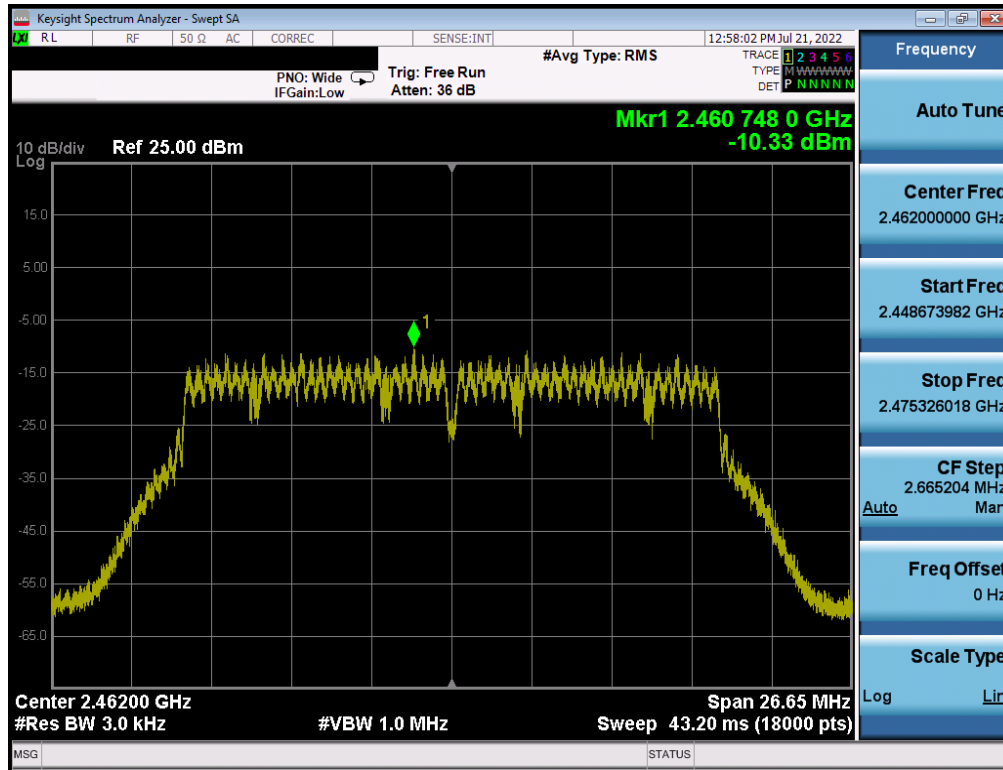 Keysight Spectrum Analyzer - Swept SA
LXI RL RF 50 Ω AC CORREC SENSE:INT 12:58:02 PM Jul 21, 2022
#Avg Type: RMS
TRACE 1 2 3 4 5 6
PNO: Wide Trig: Free Run
TYPE M WWWWW
IFGain:Low Atten: 36 dB
DET P N N N N N
Mkr1 2.460 748 0 GHz
-10.33 dBm
10 dB/div Ref 25.00 dBm
Log
15.0
5.00
-5.00
-15.0
-25.0
-35.0
-45.0
-55.0
-65.0
1
Center 2.46200 GHz Span 26.65 MHz
#Res BW 3.0 kHz #VBW 1.0 MHz Sweep 43.20 ms (18000 pts)
MSG STATUS
Frequency
Auto Tune
Center Freq
2.462000000 GHz
Start Freq
2.448673982 GHz
Stop Freq
2.475326018 GHz
CF Step
2.665204 MHz
Auto Man
Freq Offset
0 Hz
Scale Type
Log Lin